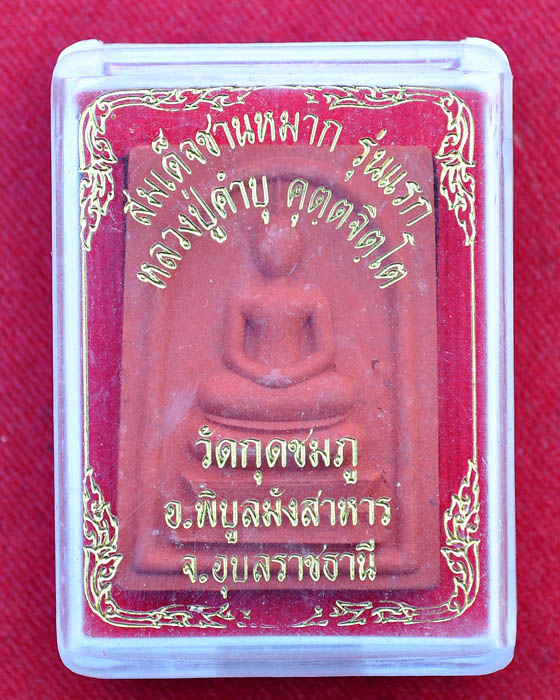 สมเด็จชานหมาก รุ่นแรก
หลวงปู่คำบุ คุตฺตจิตฺโต
วัดกุดชมภู
อ.พิบูลมังสาหาร
จ.อุบลราชธานี